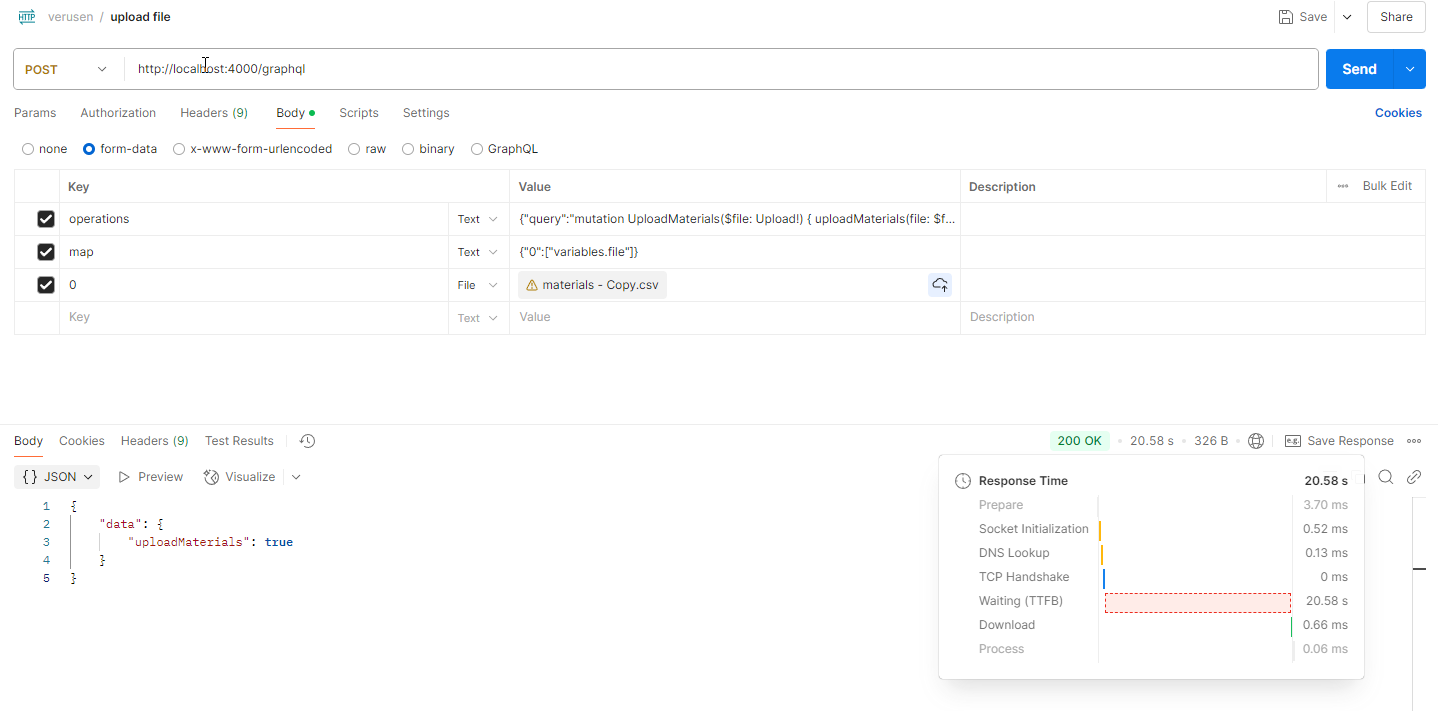 HTTP verusen / upload file Save Share
POST http://localhost:4000/graphql Send
Params Authorization Headers (9) Body Scripts Settings Cookies
none form-data x-www-form-urlencoded raw binary GraphQL
Key Value Description ••• Bulk Edit
operations Text {"query":"mutation UploadMaterials($file: Upload!) { uploadMaterials(file: $f...
map Text {"0":["variables.file"]}
0 File materials - Copy.csv
Key Text Value Description
Body Cookies Headers (9) Test Results 200 OK • 20.58 s • 326 B • e.g. Save Response •••
{} JSON Preview Visualize
Response Time 20.58 s
Prepare 3.70 ms
Socket Initialization 0.52 ms
DNS Lookup 0.13 ms
TCP Handshake 0 ms
Waiting (TTFB) 20.58 s
Download 0.66 ms
Process 0.06 ms
1 {
2 "data": {
3 "uploadMaterials": true
4 }
5 }